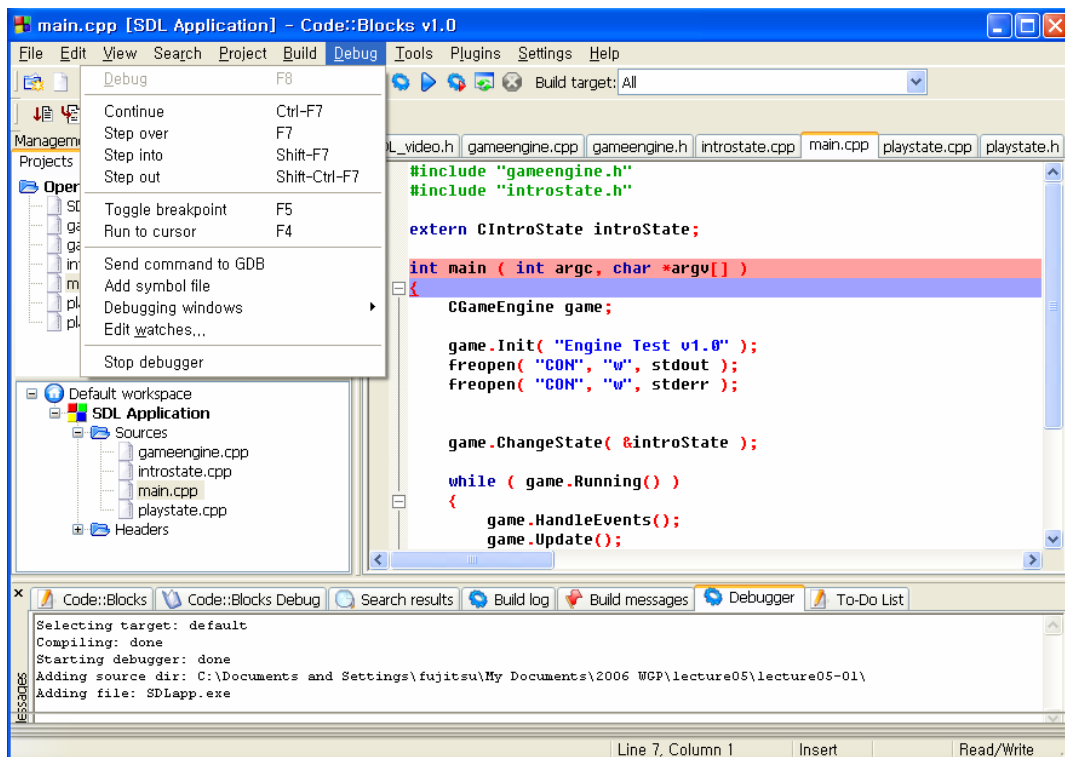 main.cpp [SDL Application] - Code::Blocks v1.0
File Edit View Search Project Build Debug Tools Plugins Settings Help
Debug F8
Build target: All
Continue Ctrl-F7
Step over F7
Step into Shift-F7
Step out Shift-Ctrl-F7
Toggle breakpoint F5
Run to cursor F4
Send command to GDB
Add symbol file
Debugging windows
Edit watches...
Stop debugger
Projects
_video.h gameengine.cpp gameengine.h introstate.cpp main.cpp playstate.cpp playstate.h
#include "gameengine.h"
#include "introstate.h"
extern CIntroState introState;
int main ( int argc, char *argv[] )
{
CGameEngine game;
game.Init( "Engine Test v1.0" );
freopen( "CON", "w", stdout );
freopen( "CON", "w", stderr );
game.ChangeState( &introState );
while ( game.Running() )
{
game.HandleEvents();
game.Update();
Default workspace
SDL Application
Sources
gameengine.cpp
introstate.cpp
main.cpp
playstate.cpp
Headers
Code::Blocks Code::Blocks Debug Search results Build log Build messages Debugger To-Do List
Selecting target: default
Compiling: done
Starting debugger: done
Adding source dir: C:\Documents and Settings\fujitsu\My Documents\2006 WGP\lecture05\lecture05-01\
Adding file: SDLapp.exe
Line 7, Column 1 Insert Read/Write